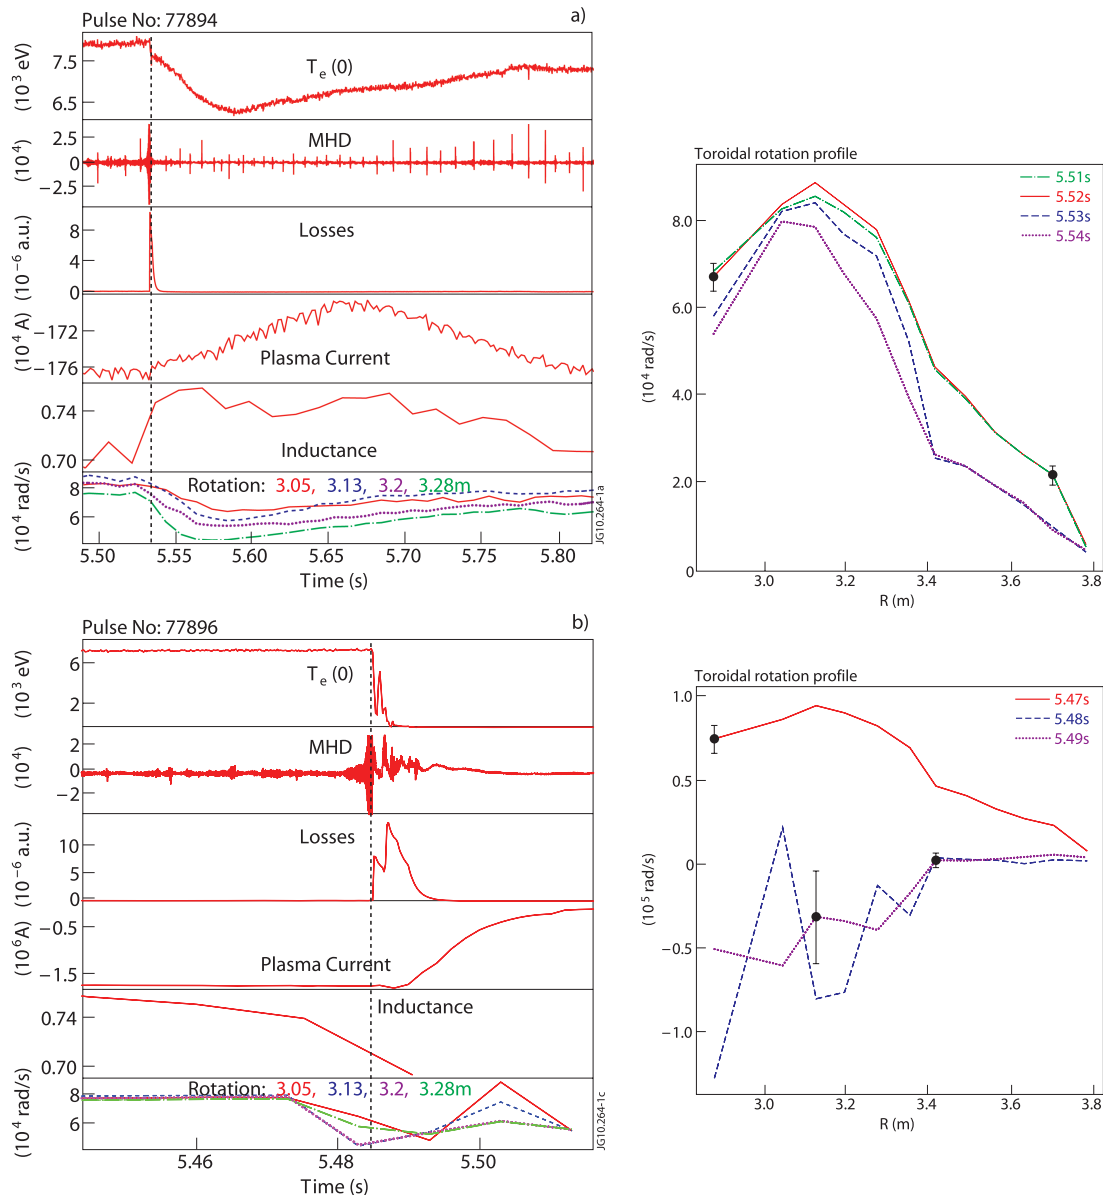 Pulse No: 77894
a)
(10³ eV)
7.5
6.5
Tₑ (0)
(10⁴)
2.5
0
−2.5
MHD
(10⁻⁶ a.u.)
8
4
0
Losses
(10⁴ A)
−172
−176
Plasma Current
0.74
0.70
Inductance
(10⁴ rad/s)
8
6
Rotation: 3.05, 3.13, 3.2, 3.28m
JG10.264-1a
5.50 5.55 5.60 5.65 5.70 5.75 5.80
Time (s)
Toroidal rotation profile
5.51s
5.52s
5.53s
5.54s
(10⁴ rad/s)
8.0
6.0
4.0
2.0
0
3.0 3.2 3.4 3.6 3.8
R (m)
Pulse No: 77896
b)
(10³ eV)
6
2
Tₑ (0)
(10⁴)
2
0
−2
MHD
(10⁻⁶ a.u.)
10
5
0
Losses
(10⁶A)
−0.5
−1.5
Plasma Current
0.74
0.70
Inductance
(10⁴ rad/s)
8
6
Rotation: 3.05, 3.13, 3.2, 3.28m
JG10.264-1c
5.46 5.48 5.50
Time (s)
Toroidal rotation profile
5.47s
5.48s
5.49s
(10⁵ rad/s)
1.0
0.5
0
−0.5
−1.0
3.0 3.2 3.4 3.6 3.8
R (m)